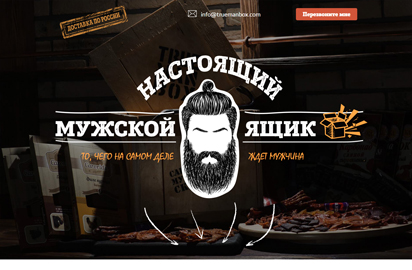 ДОСТАВКА ПО РОССИИ
info@truemanbox.com
Перезвоните мне
НАСТОЯЩИЙ
МУЖСКОЙ ЯЩИК
ТО, ЧЕГО НА САМОМ ДЕЛЕ ЖДЕТ МУЖЧИНА